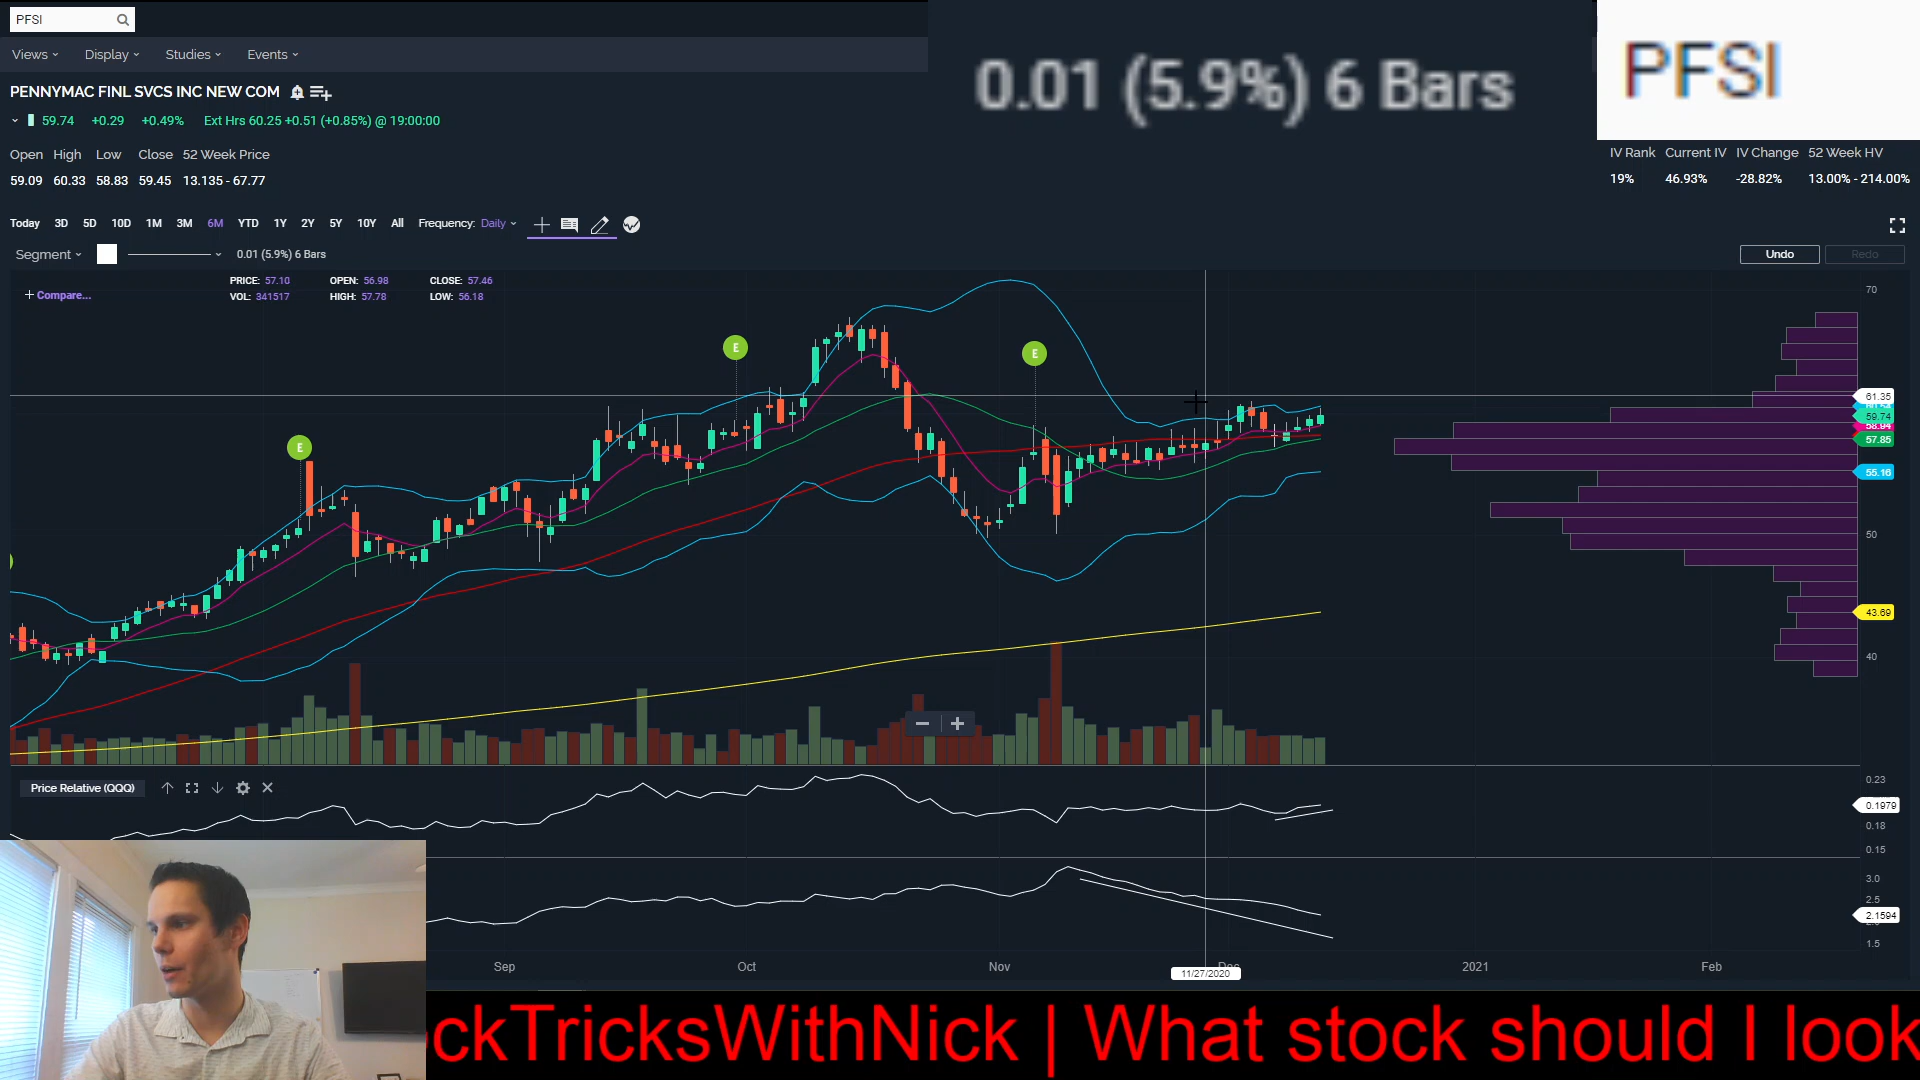 PFSI
0.01 (5.9%) 6 Bars
PFSI
Views Display Studies Events
PENNYMAC FINL SVCS INC NEW COM
59.74 +0.29 +0.49% Ext Hrs 60.25 +0.51 (+0.85%) @ 19:00:00
Open High Low Close 52 Week Price
59.09 60.33 58.83 59.45 13.135 - 67.77
IV Rank Current IV IV Change 52 Week HV
19% 46.93% -28.82% 13.00% - 214.00%
Today 3D 5D 10D 1M 3M 6M YTD 1Y 2Y 5Y 10Y All Frequency: Daily
Segment 0.01 (5.9%) 6 Bars Undo Redo
PRICE: 57.10 OPEN: 56.98 CLOSE: 57.46
+ Compare...
VOL: 341517 HIGH: 57.78 LOW: 56.18
70
E
E
E
61.35
59.74
58.94
57.85
55.16
50
43.69
40
Price Relative (QQQ)
0.23
0.1979
0.18
0.15
3.0
2.5
2.1594
1.5
Sep Oct Nov Dec 2021 Feb
11/27/2020
ckTricksWithNick | What stock should I look